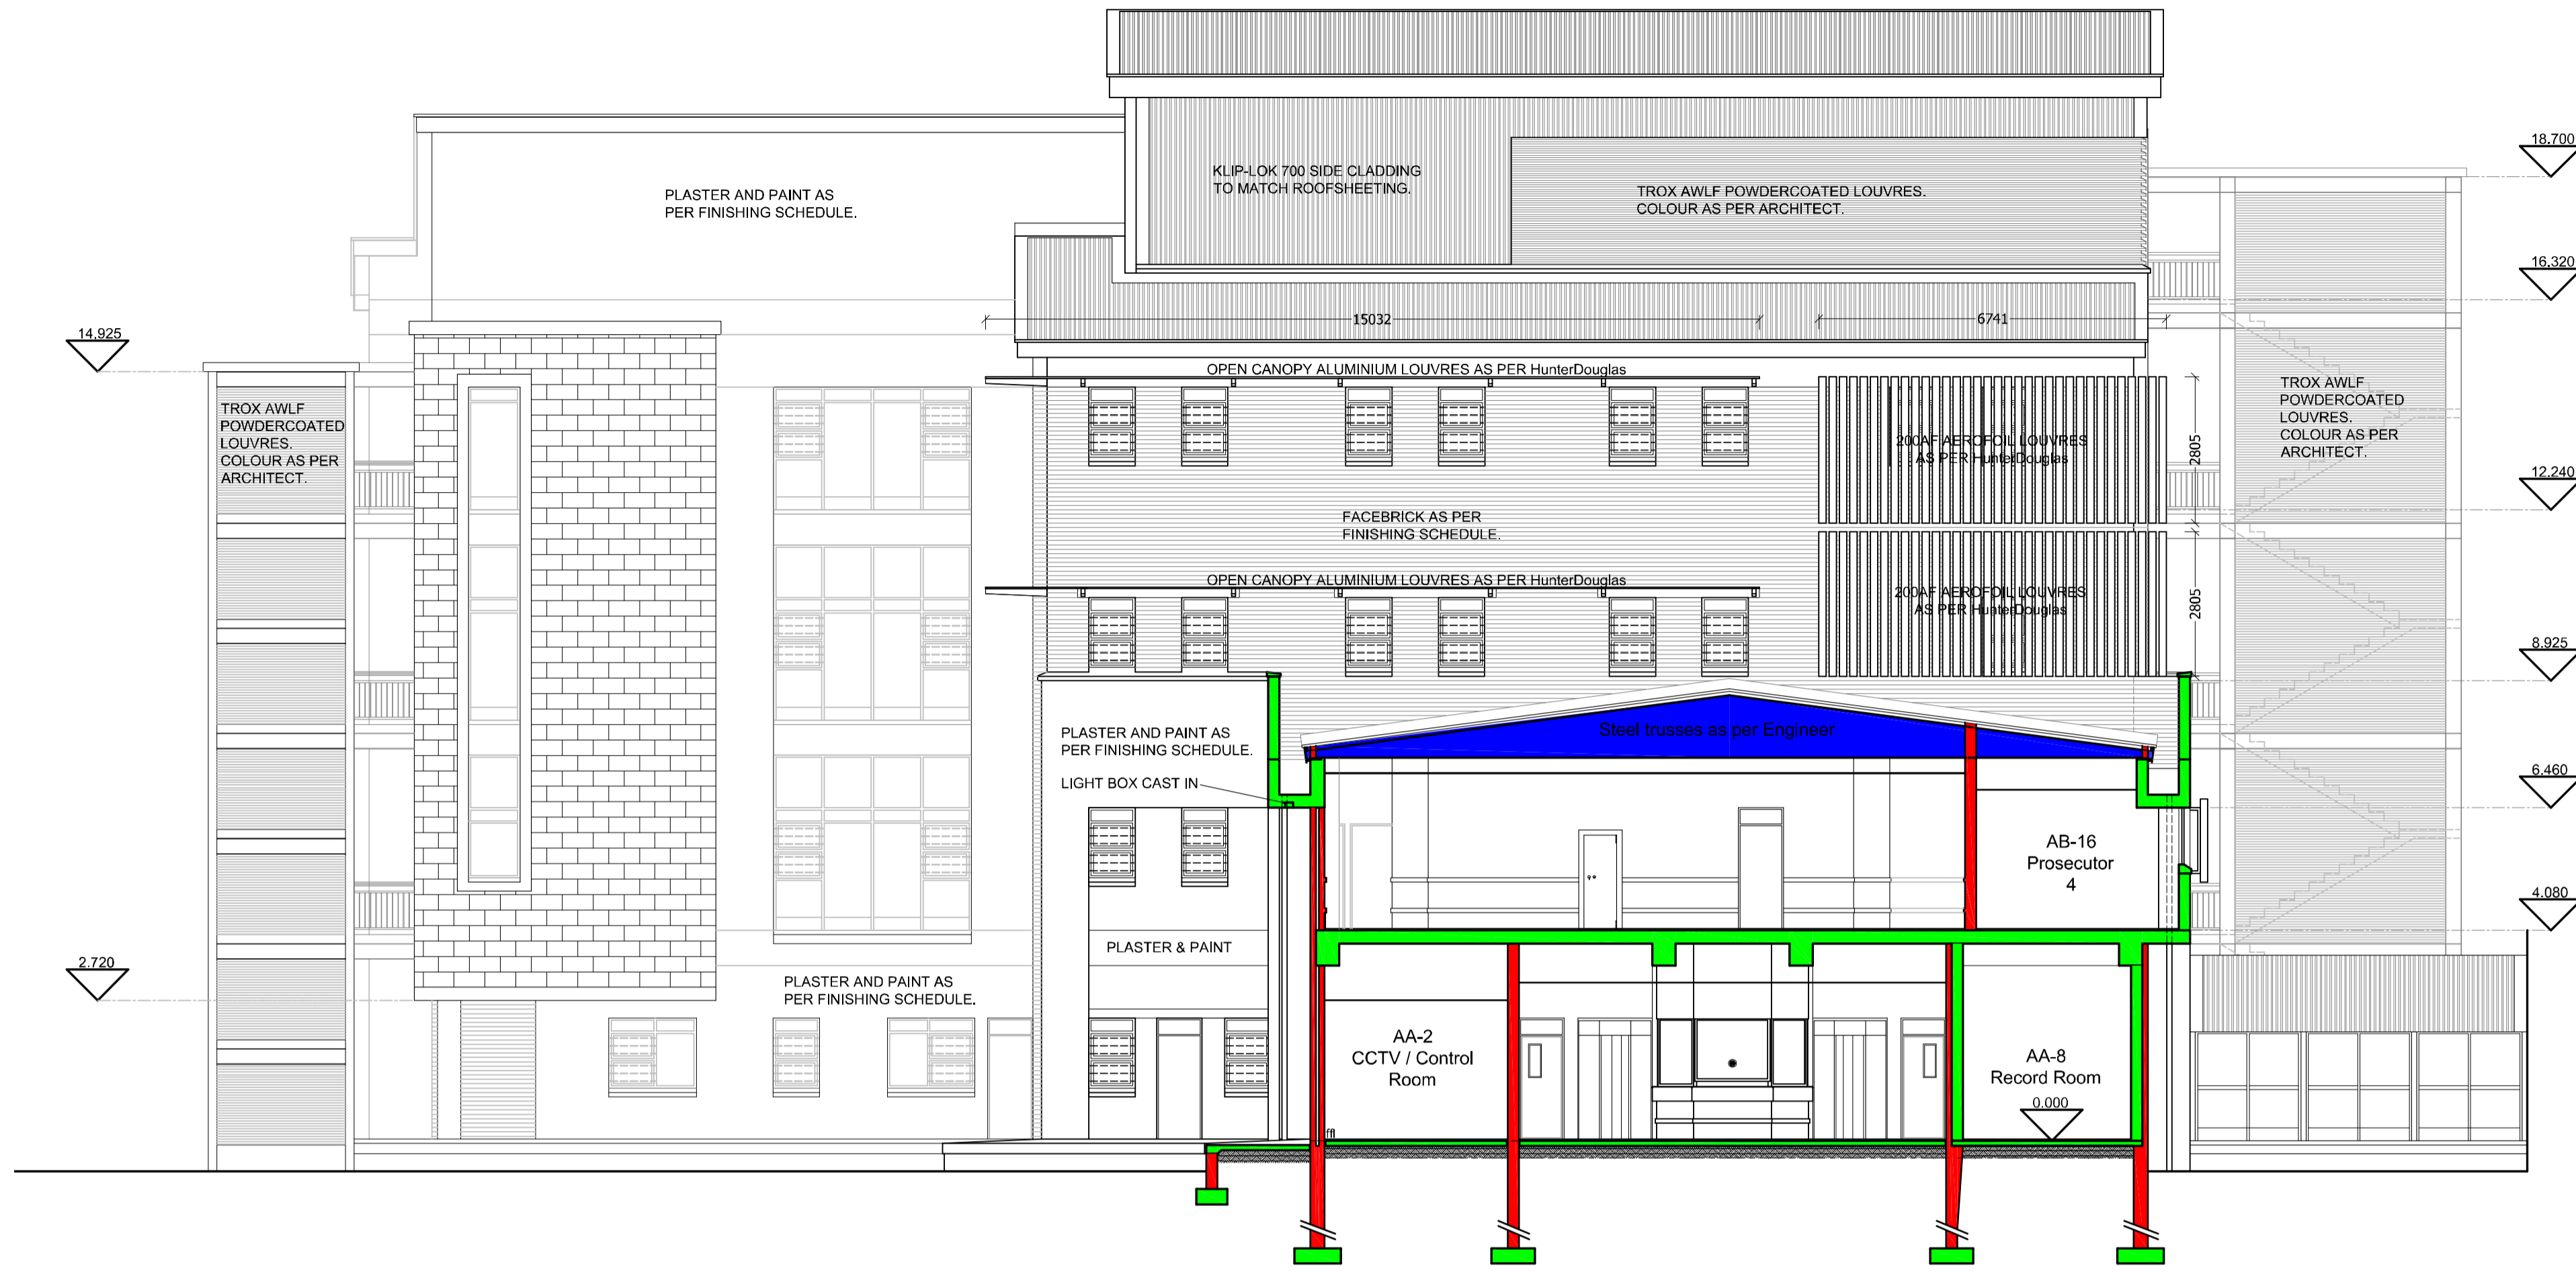 18.700
KLIP-LOK 700 SIDE CLADDING
TO MATCH ROOFSHEETING.
PLASTER AND PAINT AS
PER FINISHING SCHEDULE.
TROX AWLF POWDERCOATED LOUVRES.
COLOUR AS PER ARCHITECT.
16.320
15032
6741
14.925
OPEN CANOPY ALUMINIUM LOUVRES AS PER HunterDouglas
TROX AWLF
POWDERCOATED
LOUVRES.
COLOUR AS PER
ARCHITECT.
200AF AEROFOIL LOUVRES
AS PER HunterDouglas
2805
TROX AWLF
POWDERCOATED
LOUVRES.
COLOUR AS PER
ARCHITECT.
12.240
FACEBRICK AS PER
FINISHING SCHEDULE.
OPEN CANOPY ALUMINIUM LOUVRES AS PER HunterDouglas
200AF AEROFOIL LOUVRES
AS PER HunterDouglas
2805
8.925
PLASTER AND PAINT AS
PER FINISHING SCHEDULE.
Steel trusses as per Engineer
LIGHT BOX CAST IN
6.460
AB-16
Prosecutor
4
4.080
PLASTER & PAINT
2.720
PLASTER AND PAINT AS
PER FINISHING SCHEDULE.
AA-2
CCTV / Control
Room
AA-8
Record Room
0.000
ffl